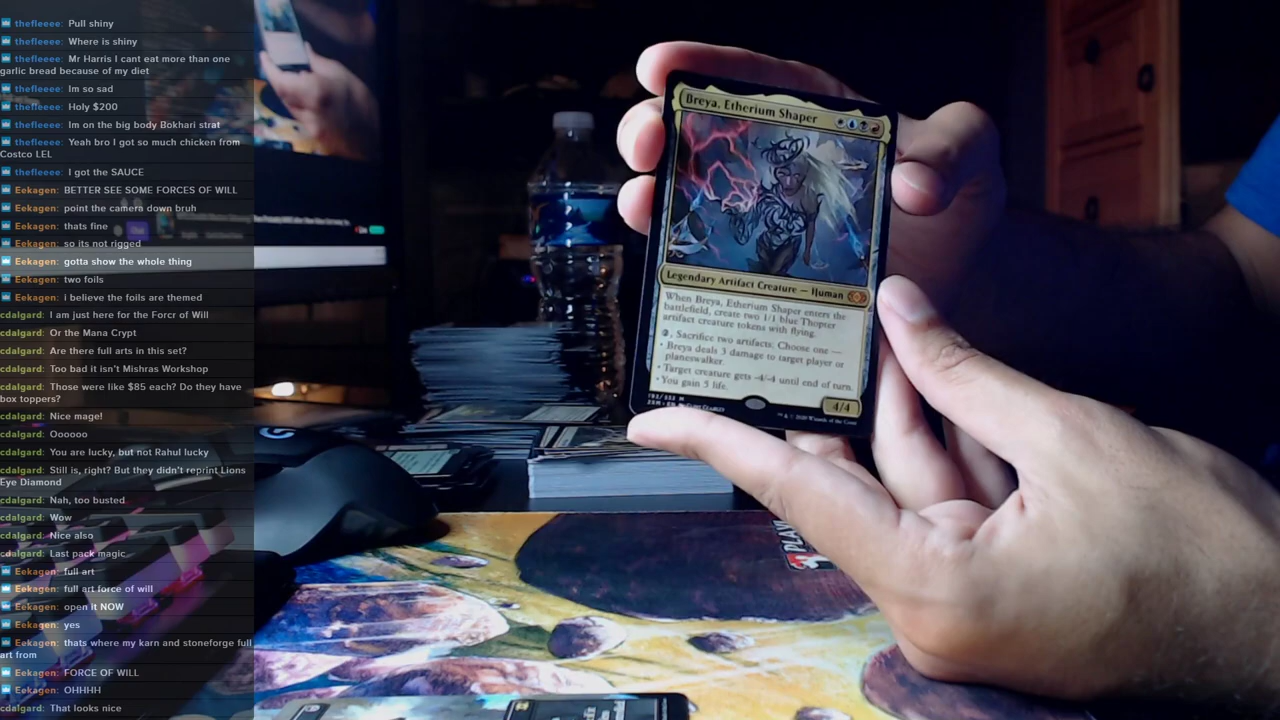 thefleeee: Pull shiny
thefleeee: Where is shiny
thefleeee: Mr Harris I cant eat more than one
garlic bread because of my diet
thefleeee: Im so sad
thefleeee: Holy $200
thefleeee: Im on the big body Bokhari strat
thefleeee: Yeah bro I got so much chicken from
Costco LEL
thefleeee: I got the SAUCE
Eekagen: BETTER SEE SOME FORCES OF WILL
Eekagen: point the camera down bruh
Eekagen: thats fine
Eekagen: so its not rigged
Eekagen: gotta show the whole thing
Eekagen: two foils
Eekagen: i believe the foils are themed
cdalgard: I am just here for the Forcr of Will
cdalgard: Or the Mana Crypt
cdalgard: Are there full arts in this set?
cdalgard: Too bad it isn't Mishras Workshop
cdalgard: Those were like $85 each? Do they have
box toppers?
cdalgard: Nice mage!
cdalgard: Oooooo
cdalgard: You are lucky, but not Rahul lucky
cdalgard: Still is, right? But they didn't reprint Lions
Eye Diamond
cdalgard: Nah, too busted
cdalgard: Wow
cdalgard: Nice also
cdalgard: Last pack magic
Eekagen: full art
Eekagen: full art force of will
Eekagen: open it NOW
Eekagen: yes
Eekagen: thats where my karn and stoneforge full
art from
Eekagen: FORCE OF WILL
Eekagen: OHHHH
cdalgard: That looks nice
Breya, Etherium Shaper
Legendary Artifact Creature — Human
When Breya, Etherium Shaper enters the
battlefield, create two 1/1 blue Thopter
artifact creature tokens with flying.
2, Sacrifice two artifacts: Choose one —
• Breya deals 3 damage to target player or
planeswalker.
• Target creature gets -4/-4 until end of turn.
• You gain 5 life.
4/4
PLAY